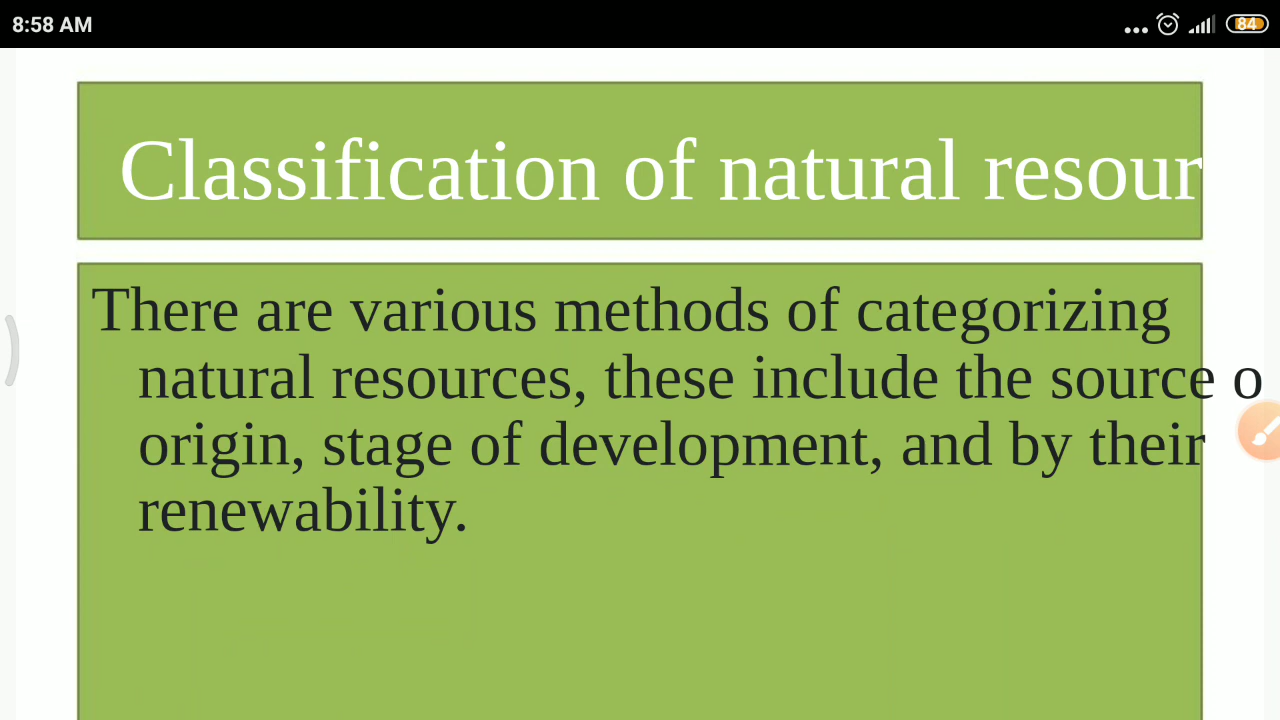 8:58 AM
84
Classification of natural resour
There are various methods of categorizing
natural resources, these include the source o
origin, stage of development, and by their
renewability.